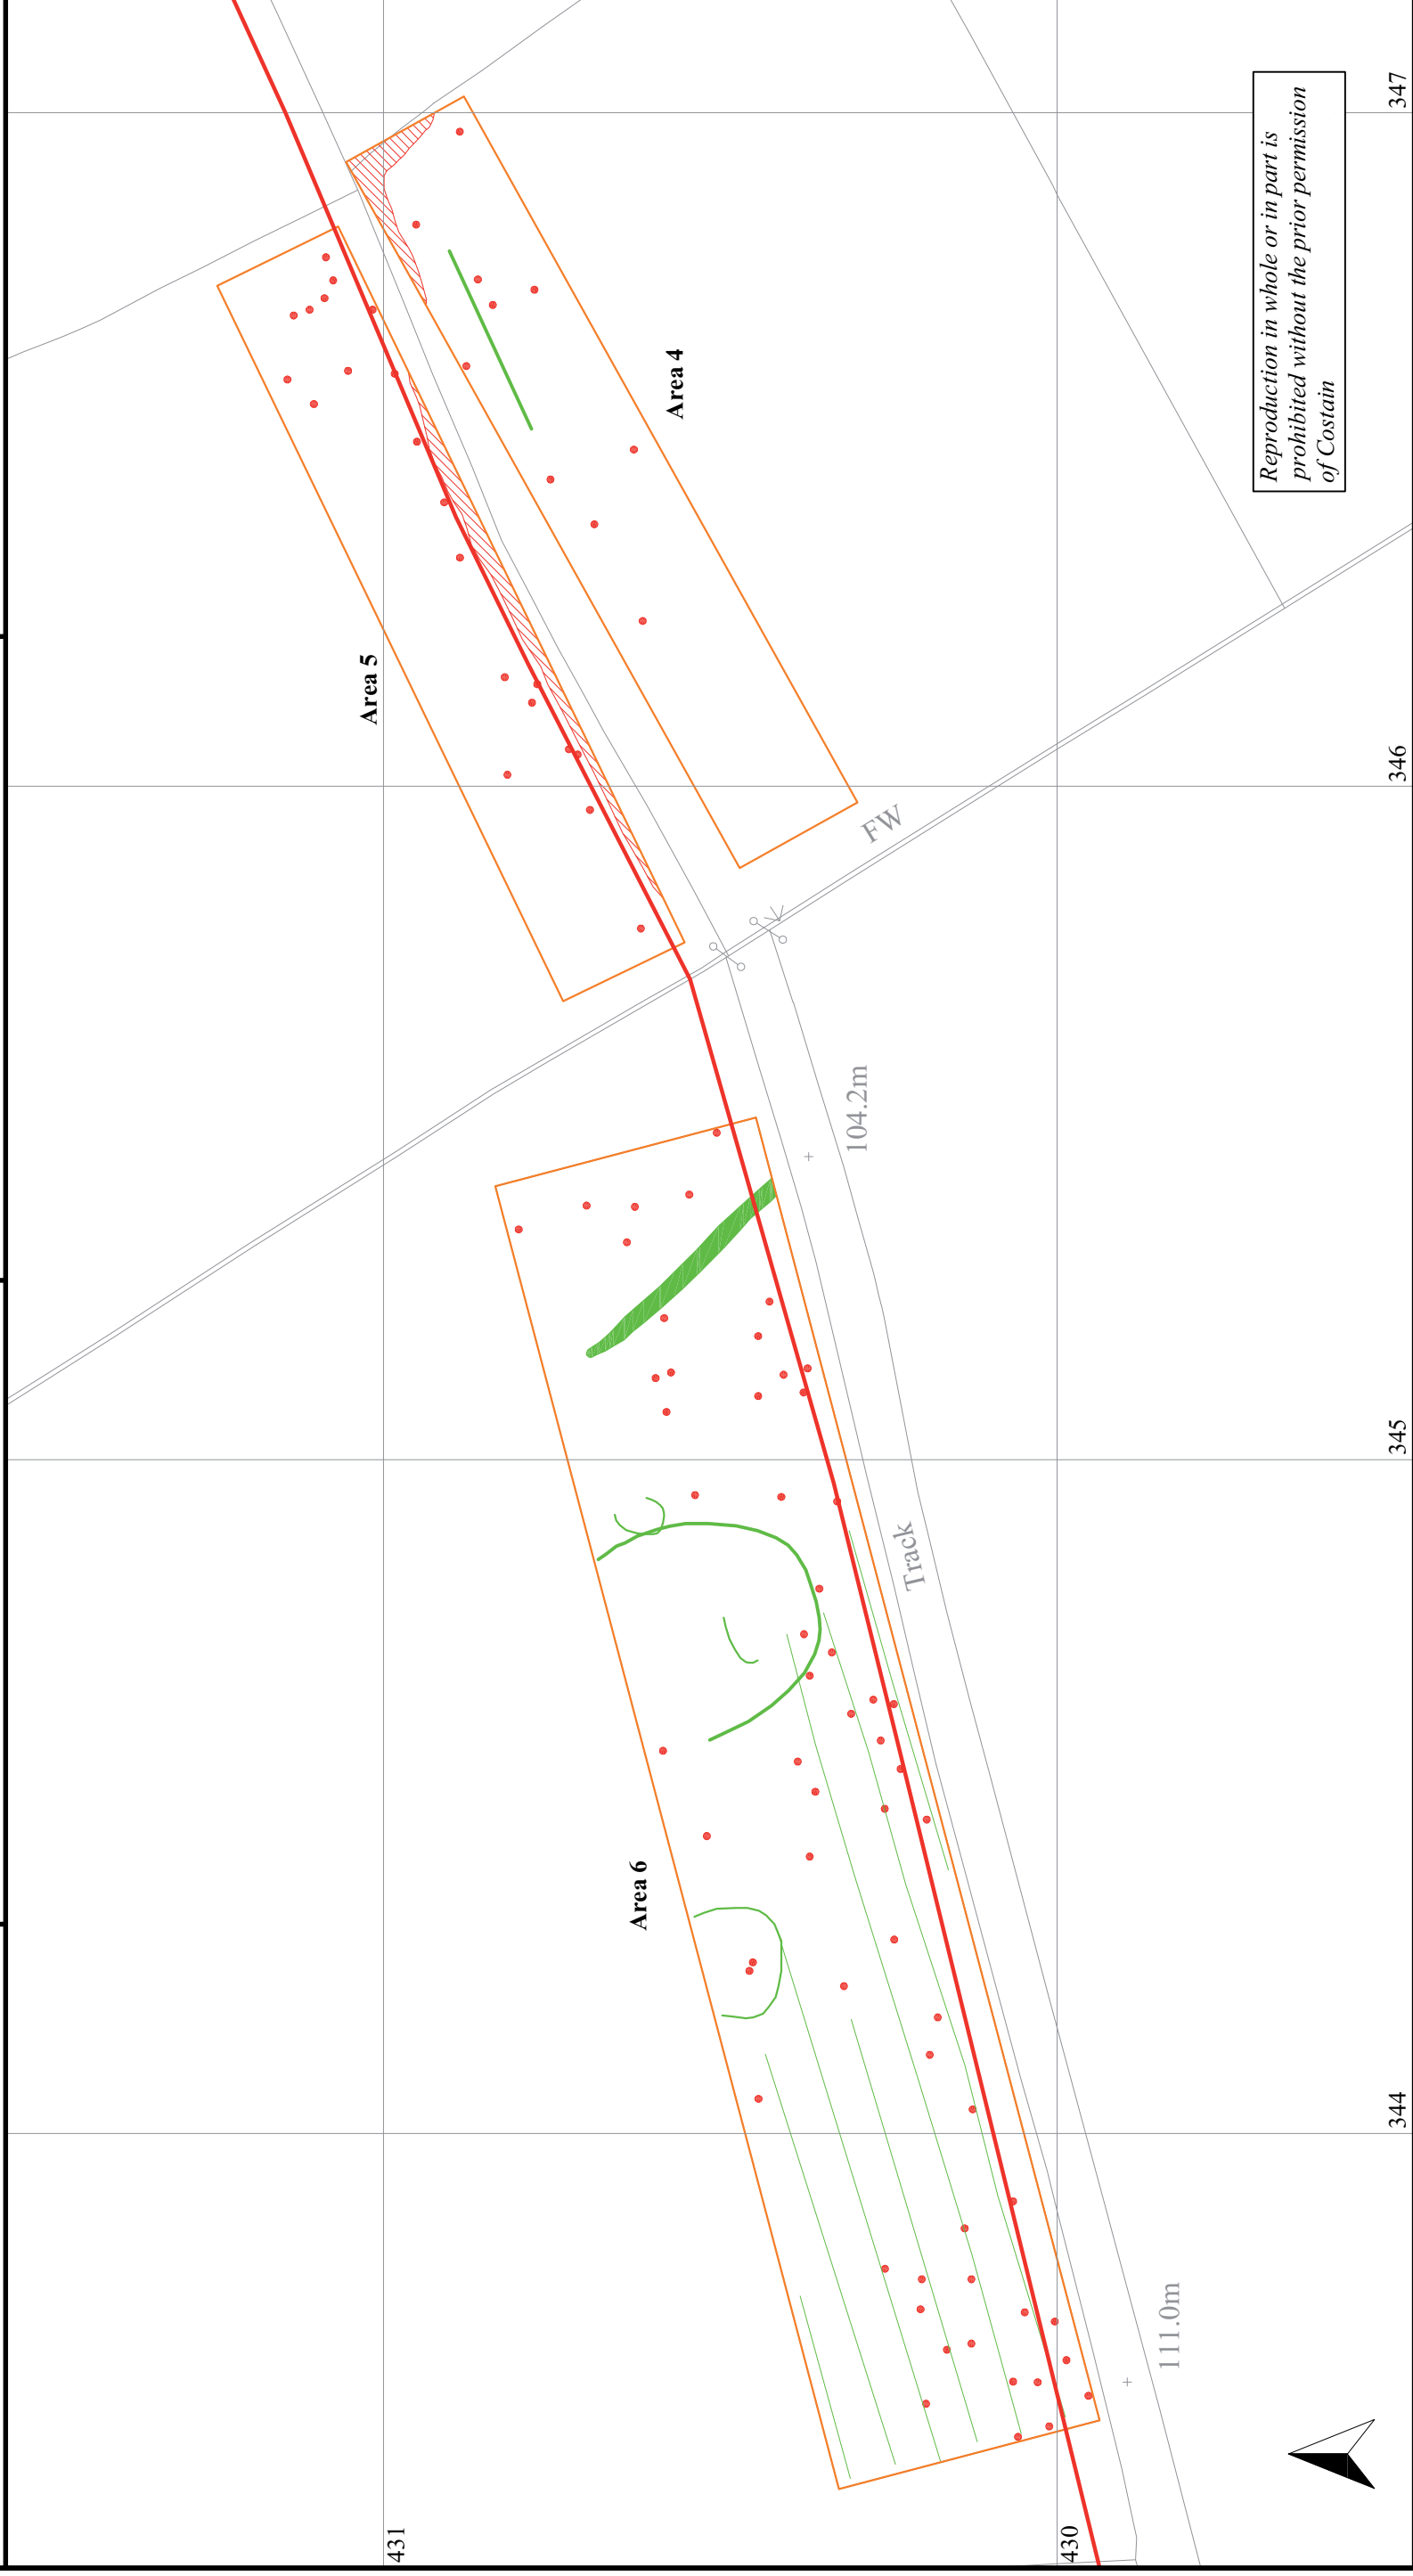 347
Reproduction in whole or in part is
prohibited without the prior permission
of Costain
Area 4
Area 5
346
FW
104.2m
345
Track
Area 6
344
111.0m
431
430